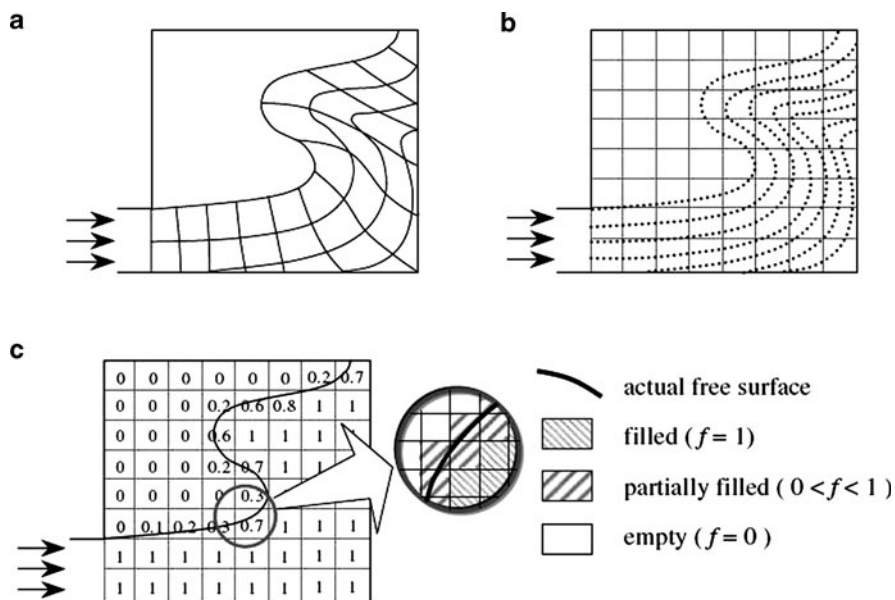 a
b
c
0 0 0 0 0 0 0.2 0.7
0 0 0 0.2 0.6 0.8 1 1
0 0 0 0.6 1 1 1 1
0 0 0 0.2 0.7 1 1
0 0 0 0 0.3
0 0.1 0.2 0.3 0.7 1 1 1
1 1 1 1 1 1 1 1
1 1 1 1 1 1 1 1
actual free surface
filled (f = 1)
partially filled ( 0 < f < 1 )
empty (f = 0 )